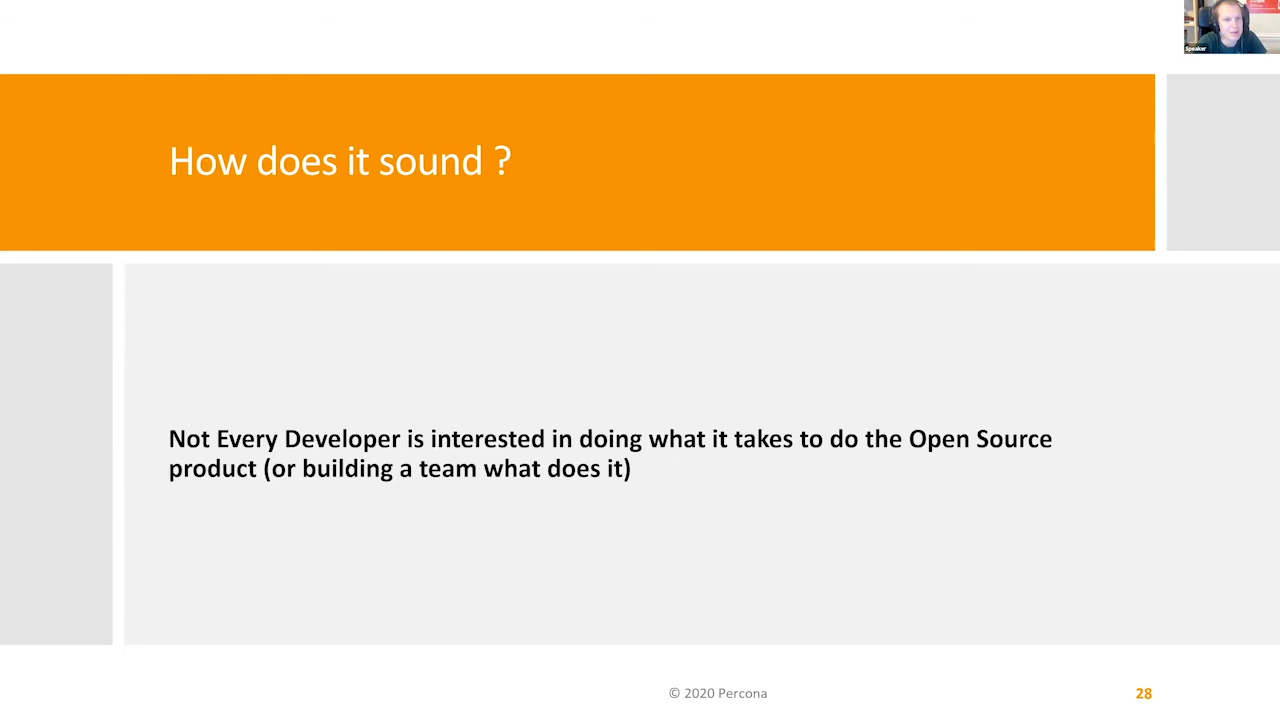 Speaker
How does it sound ?
Not Every Developer is interested in doing what it takes to do the Open Source
product (or building a team what does it)
© 2020 Percona
28